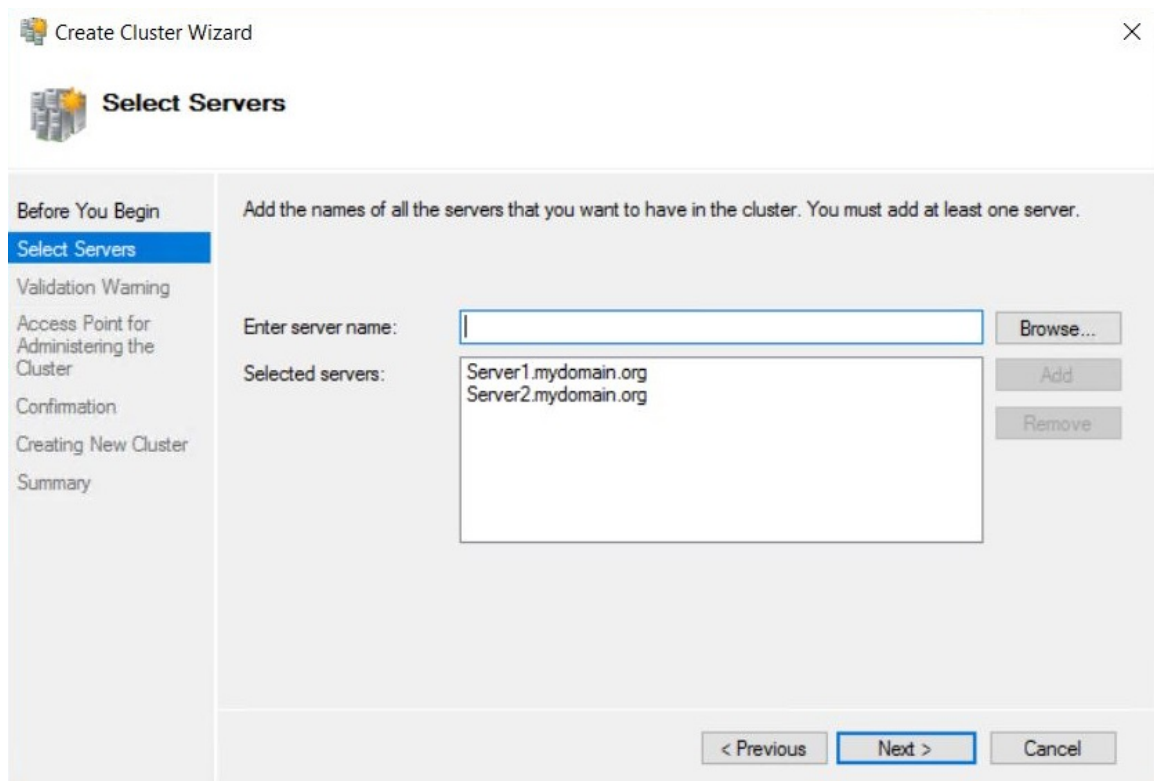 Create Cluster Wizard
Select Servers
Before You Begin
Select Servers
Validation Warning
Access Point for
Administering the
Cluster
Confirmation
Creating New Cluster
Summary
Add the names of all the servers that you want to have in the cluster. You must add at least one server.
Enter server name:
Browse...
Selected servers:
Server1.mydomain.org
Server2.mydomain.org
Add
Remove
< Previous
Next >
Cancel